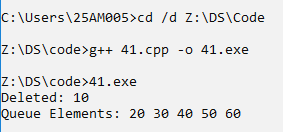 C:\Users\25AM005>cd /d Z:\DS\Code
Z:\DS\code>g++ 41.cpp -o 41.exe
Z:\DS\code>41.exe
Deleted: 10
Queue Elements: 20 30 40 50 60